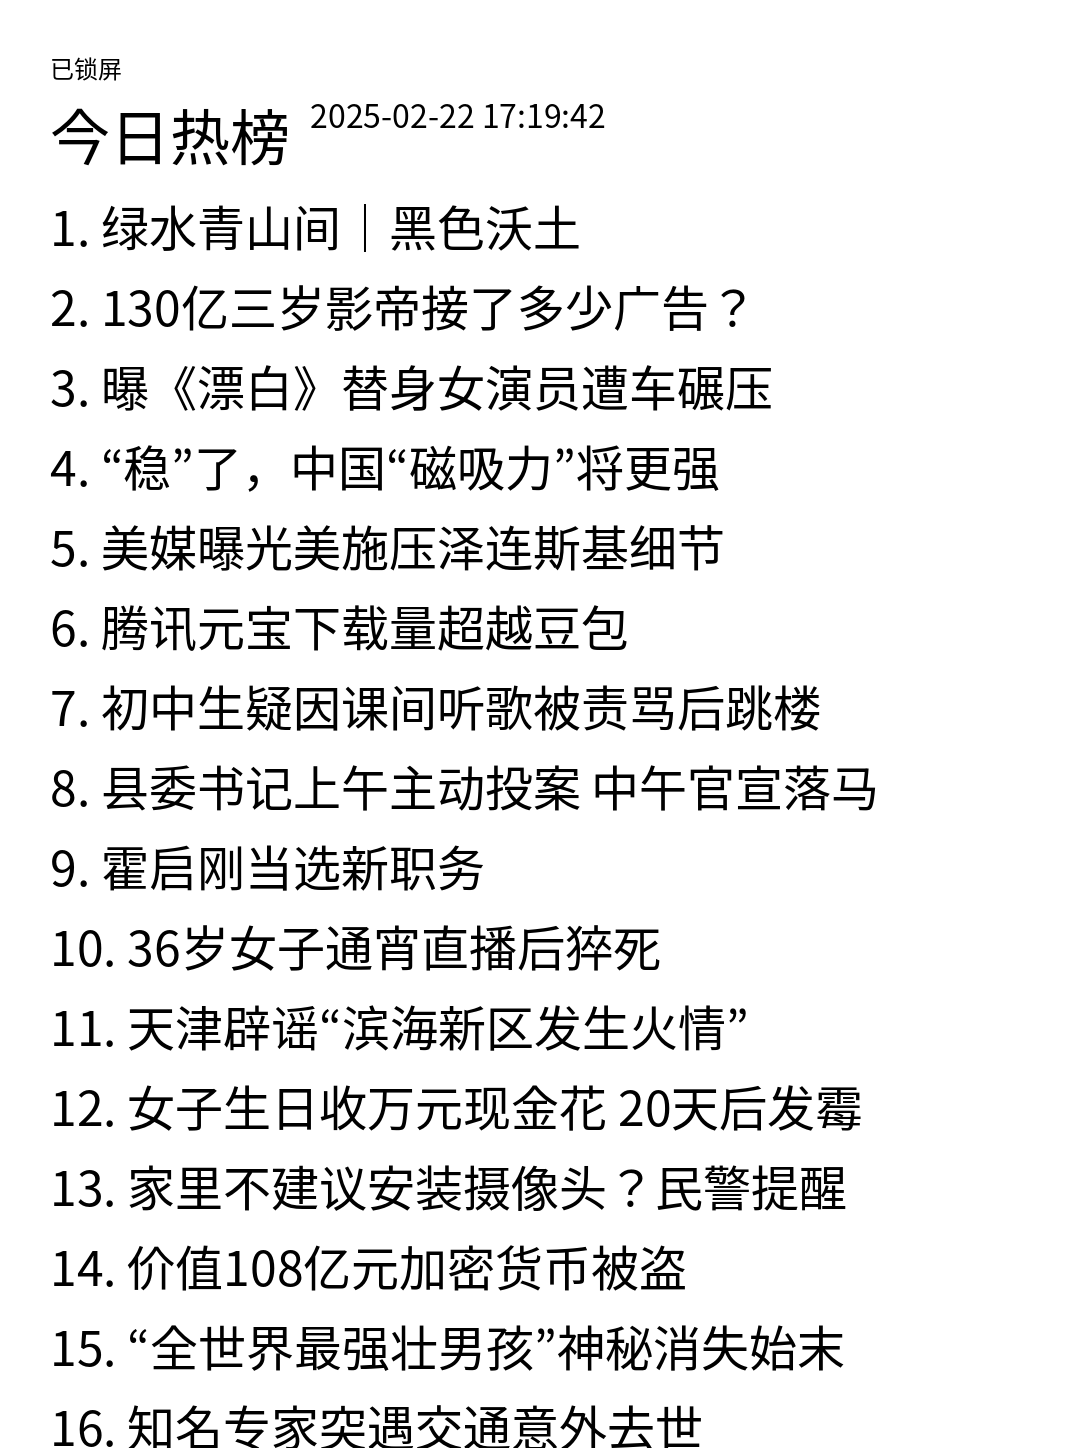 已锁屏
今日热榜 2025-02-22 17:19:42
1. 绿水青山间｜黑色沃土
2. 130亿三岁影帝接了多少广告？
3. 曝《漂白》替身女演员遭车碾压
4. “稳”了，中国“磁吸力”将更强
5. 美媒曝光美施压泽连斯基细节
6. 腾讯元宝下载量超越豆包
7. 初中生疑因课间听歌被责骂后跳楼
8. 县委书记上午主动投案 中午官宣落马
9. 霍启刚当选新职务
10. 36岁女子通宵直播后猝死
11. 天津辟谣“滨海新区发生火情”
12. 女子生日收万元现金花 20天后发霉
13. 家里不建议安装摄像头？民警提醒
14. 价值108亿元加密货币被盗
15. “全世界最强壮男孩”神秘消失始末
16. 知名专家突遇交通意外去世